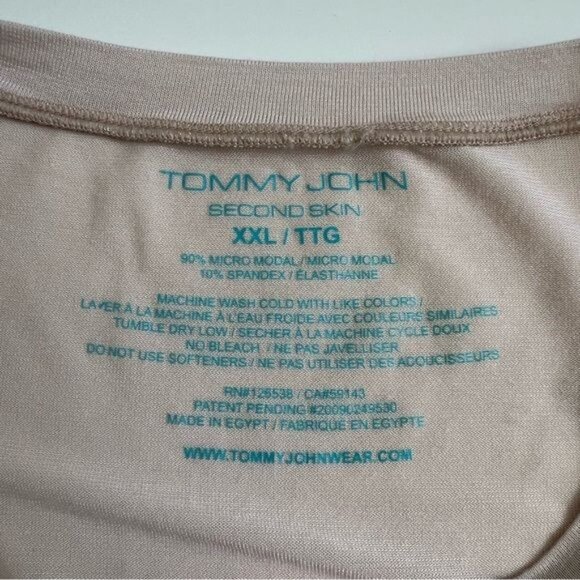 TOMMY JOHN
SECOND SKIN
XXL / TTG
90% MICRO MODAL / MICRO MODAL
10% SPANDEX / ÉLASTHANNE
MACHINE WASH COLD WITH LIKE COLORS /
LAVER À LA MACHINE À L'EAU FROIDE AVEC COULEURS SIMILAIRES
TUMBLE DRY LOW / SECHER À LA MACHINE CYCLE DOUX
NO BLEACH / NE PAS JAVELLISER
DO NOT USE SOFTENERS / NE PAS UTILISER DES ADOUCISSEURS
RN#126538 / CA#59143
PATENT PENDING #20090249530
MADE IN EGYPT / FABRIQUÉ EN EGYPTE
WWW.TOMMYJOHNWEAR.COM